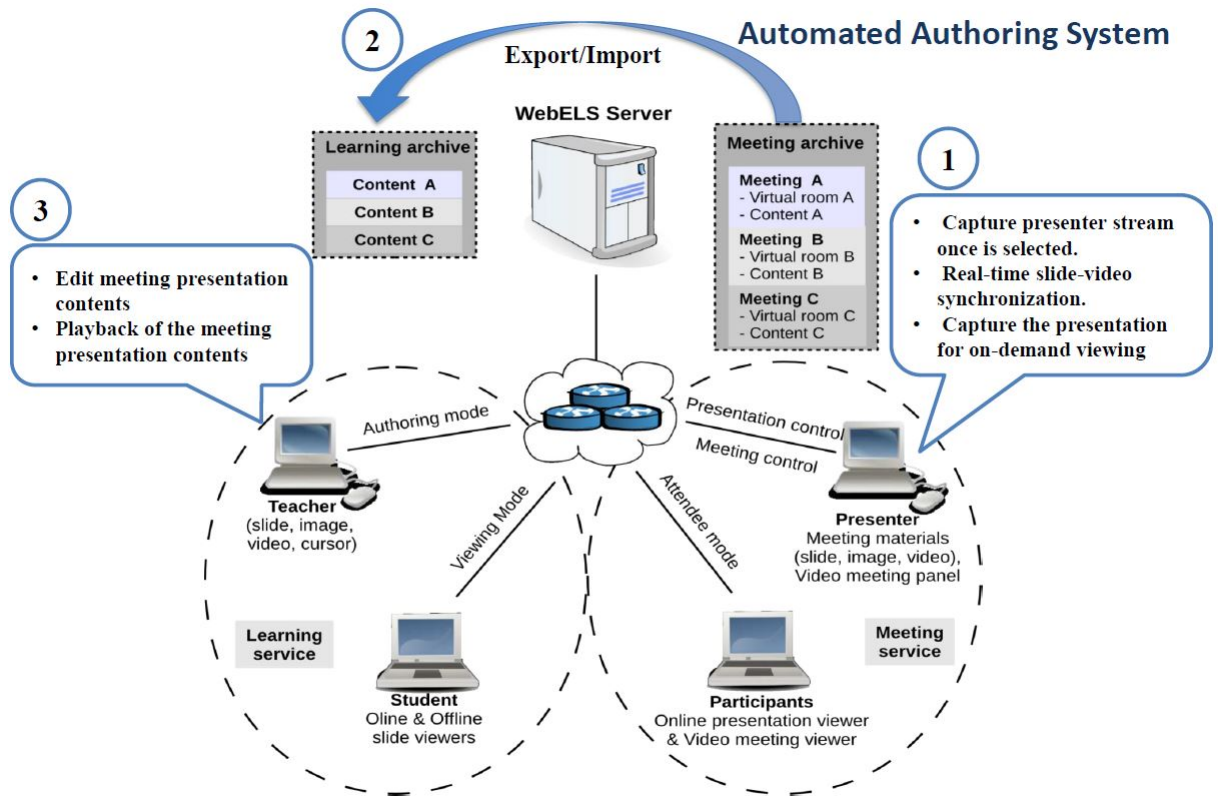 Automated Authoring System
2
Export/Import
WebELS Server
Learning archive
Content A
Content B
Content C
Meeting archive
Meeting A
- Virtual room A
- Content A
Meeting B
- Virtual room B
- Content B
Meeting C
- Virtual room C
- Content C
1
• Capture presenter stream
once is selected.
• Real-time slide-video
synchronization.
• Capture the presentation
for on-demand viewing
3
• Edit meeting presentation
contents
• Playback of the meeting
presentation contents
Authoring mode
Presentation control
Meeting control
Viewing Mode
Attendee mode
Teacher
(slide, image,
video, cursor)
Presenter
Meeting materials
(slide, image, video),
Video meeting panel
Learning
service
Meeting
service
Student
Oline & Offline
slide viewers
Participants
Online presentation viewer
& Video meeting viewer